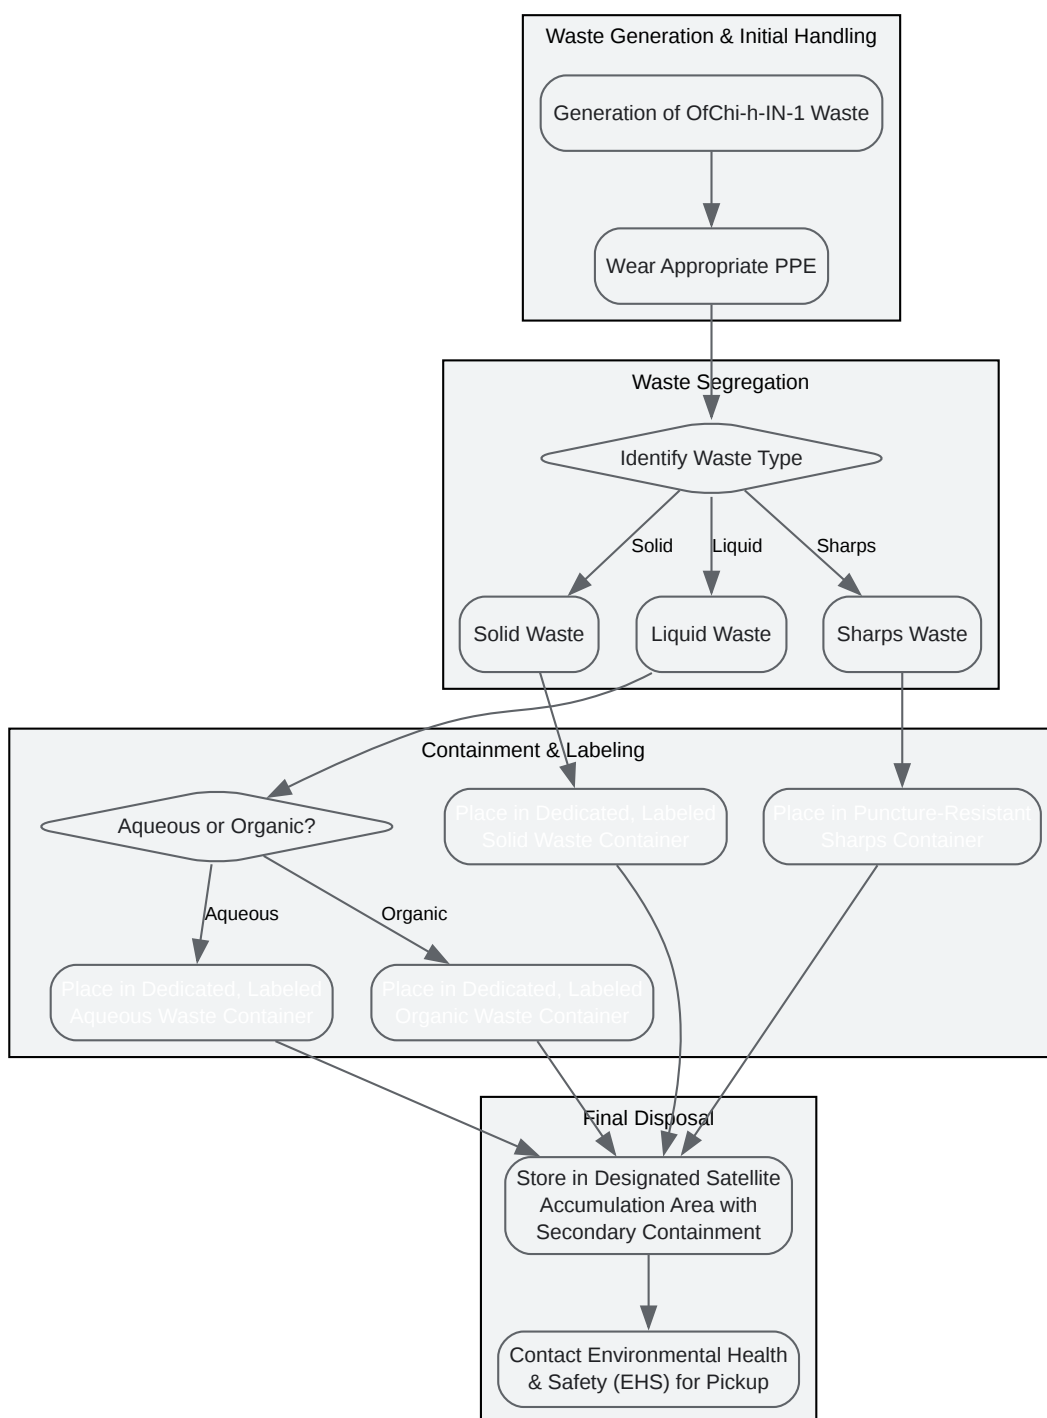 Waste Generation & Initial Handling
Generation of OfChi-h-IN-1 Waste
Wear Appropriate PPE
Waste Segregation
Identify Waste Type
Solid
Liquid
Sharps
Solid Waste
Liquid Waste
Sharps Waste
Containment & Labeling
Aqueous or Organic?
Place in Dedicated, Labeled
Solid Waste Container
Place in Puncture-Resistant
Sharps Container
Aqueous
Organic
Place in Dedicated, Labeled
Aqueous Waste Container
Place in Dedicated, Labeled
Organic Waste Container
Final Disposal
Store in Designated Satellite
Accumulation Area with
Secondary Containment
Contact Environmental Health
& Safety (EHS) for Pickup